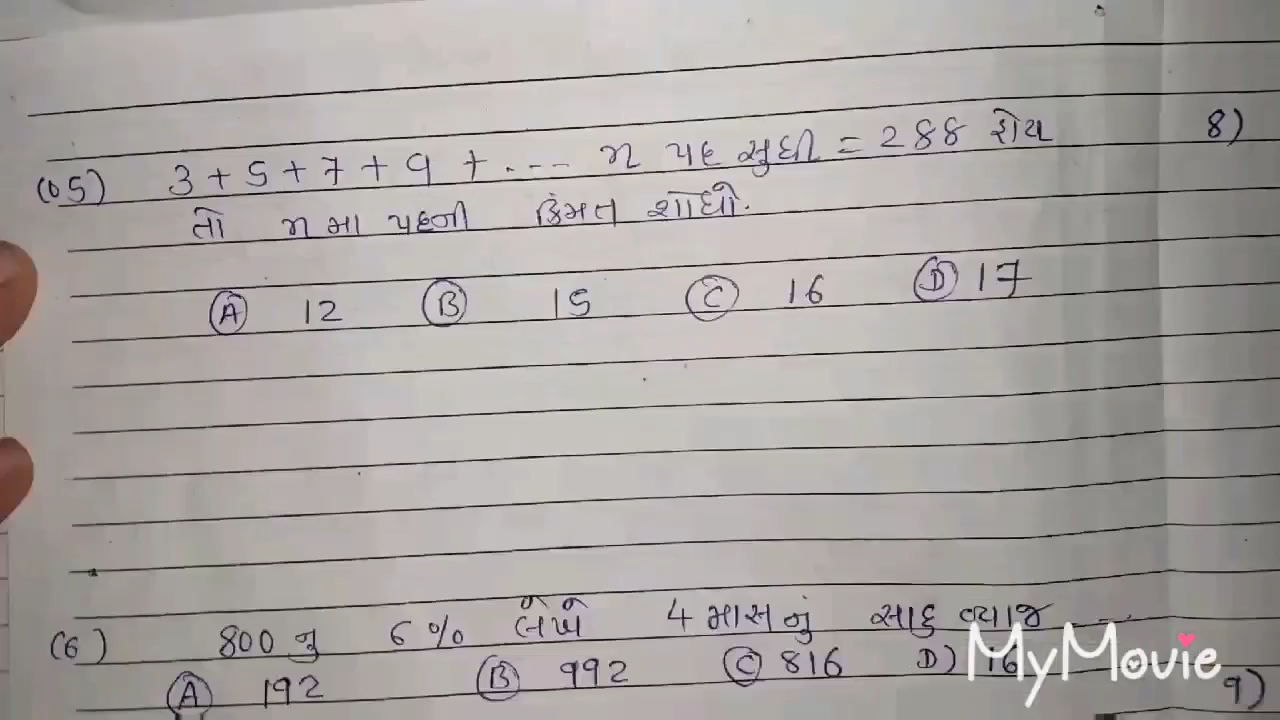 (05) 3 + 5 + 7 + 9 + .--- n પદ સુધી = 288 હોય
તો n મા પદની કિંમત શોધો.
Ⓐ 12 Ⓑ 15 Ⓒ 16 Ⓓ 17
(6) 800 નુ 6 % લેખે 4 માસ નું સાદુ વ્યાજ ---
Ⓐ 192 Ⓑ 992 Ⓒ 816 D) 16
8)
9)
MyMovie